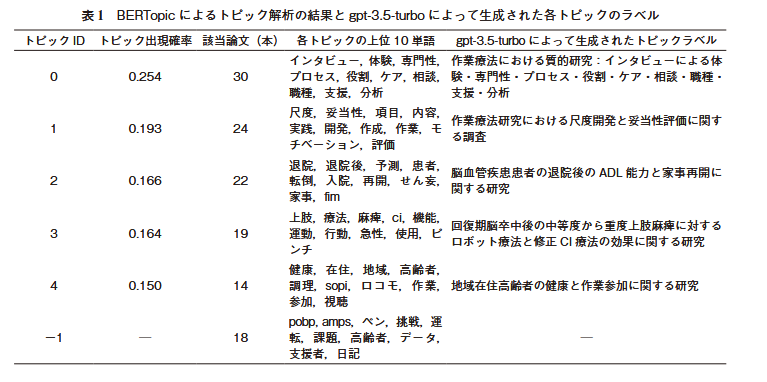 表1 BERTopic によるトピック解析の結果と gpt-3.5-turbo によって生成された各トピックのラベル
トピック ID トピック出現確率 該当論文(本) 各トピックの上位 10 単語 gpt-3.5-turbo によって生成されたトピックラベル
0 0.254 30 インタビュー, 体験, 専門性, プロセス, 役割, ケア, 相談, 職種, 支援, 分析 作業療法における質的研究:インタビューによる体験・専門性・プロセス・役割・ケア・相談・職種・支援・分析
1 0.193 24 尺度, 妥当性, 項目, 内容, 実践, 開発, 作成, 作業, モチベーション, 評価 作業療法研究における尺度開発と妥当性評価に関する調査
2 0.166 22 退院, 退院後, 予測, 患者, 転倒, 入院, 再開, せん妄, 家事, fim 脳血管疾患患者の退院後の ADL 能力と家事再開に関する研究
3 0.164 19 上肢, 療法, 麻痺, ci, 機能, 運動, 行動, 急性, 使用, ピンチ 回復期脳卒中後の中等度から重度上肢麻痺に対するロボット療法と修正 CI 療法の効果に関する研究
4 0.150 14 健康, 在住, 地域, 高齢者, 調理, sopi, ロコモ, 作業, 参加, 視聴 地域在住高齢者の健康と作業参加に関する研究
−1 — 18 pobp, amps, ペン, 挑戦, 運転, 課題, 高齢者, データ, 支援者, 日記 —